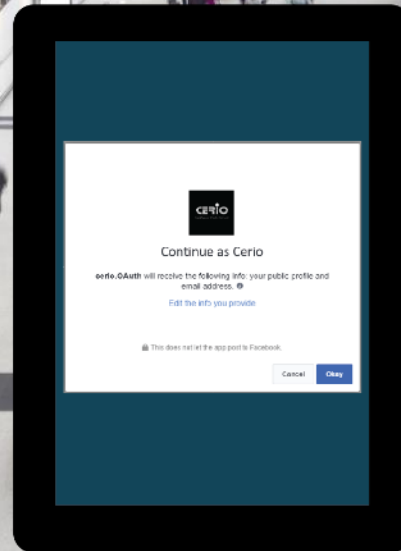 CERIO
Continue as Cerio
cerio.OAuth will receive the following info: your public profile and
email address.
Edit the info you provide
This does not let the app post to Facebook.
Cancel
Okay